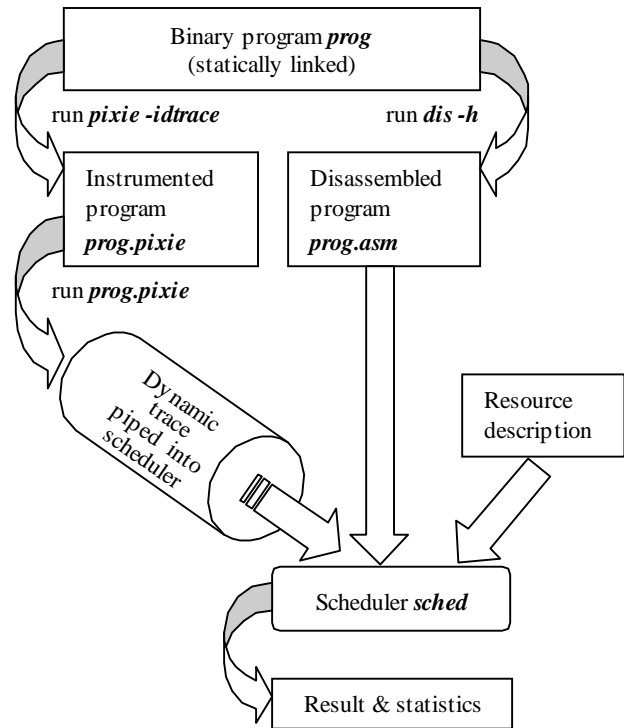 Binary program prog
(statically linked)
run pixie -idtrace
run dis -h
Instrumented
program
prog.pixie
Disassembled
program
prog.asm
run prog.pixie
Dynamic
trace
piped into
scheduler
Resource
description
Scheduler sched
Result & statistics